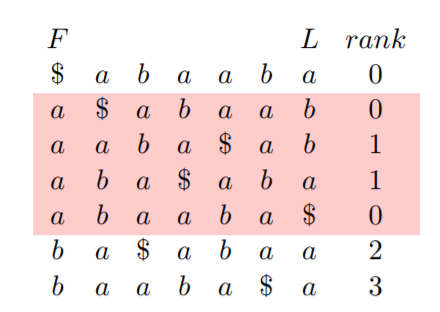 F L rank
$ a b a a b a 0
a $ a b a a b 0
a a b a $ a b 1
a b a $ a b a 1
a b a a b a $ 0
b a $ a b a a 2
b a a b a $ a 3